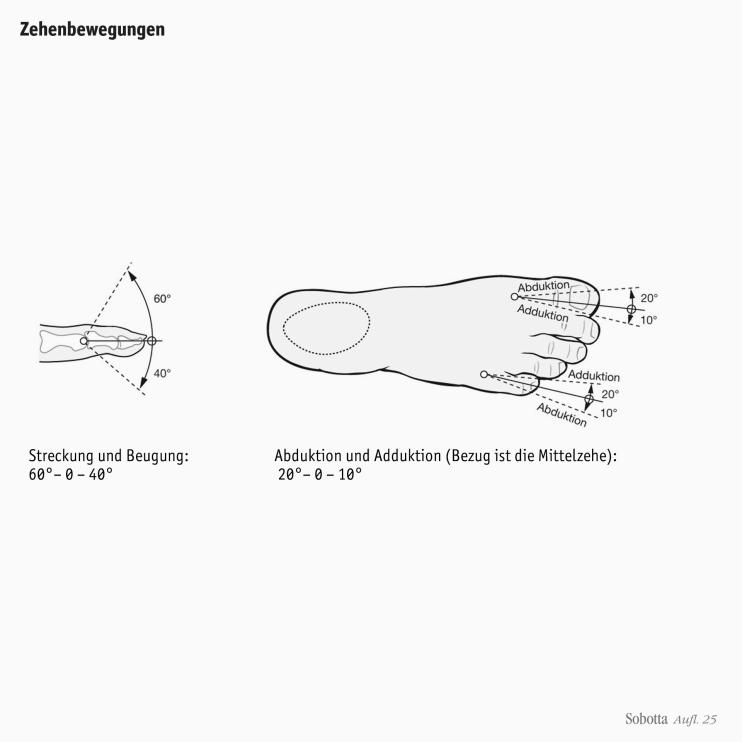 Zehenbewegungen
60°
40°
Abduktion
Adduktion
20°
10°
Adduktion
20°
10°
Abduktion
Streckung und Beugung:
60°– 0 – 40°
Abduktion und Adduktion (Bezug ist die Mittelzehe):
20°– 0 – 10°
Sobotta Aufl. 25